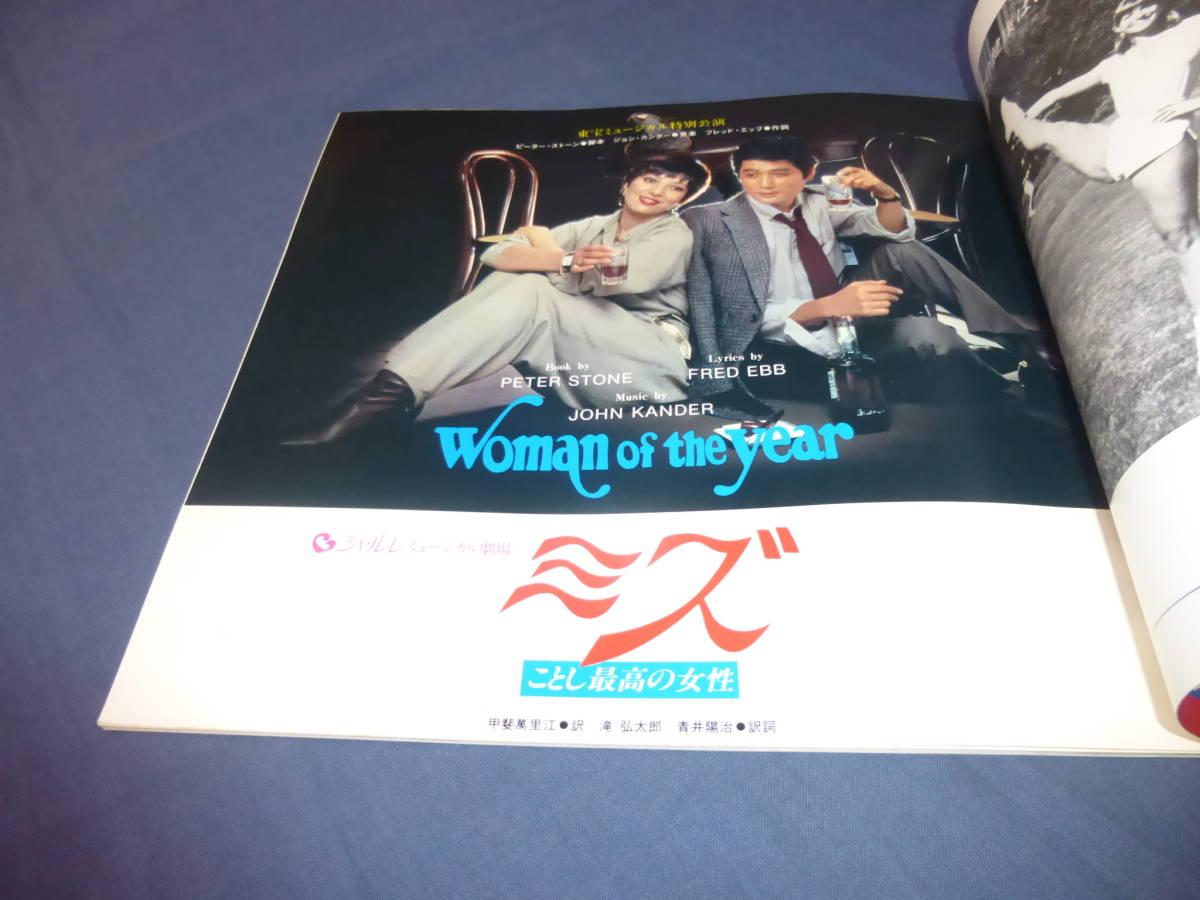 東宝ミュージカル特別公演
ピーター・ストーン●脚本 ジョン・カンダー●音楽 フレッド・エッブ●作詞
Book by
PETER STONE
Lyrics by
FRED EBB
Music by
JOHN KANDER
Woman of the year
シャルレミュージカル劇場
ミズ
ことし最高の女性
甲斐萬里江●訳 滝 弘太郎 青井陽治●訳詞